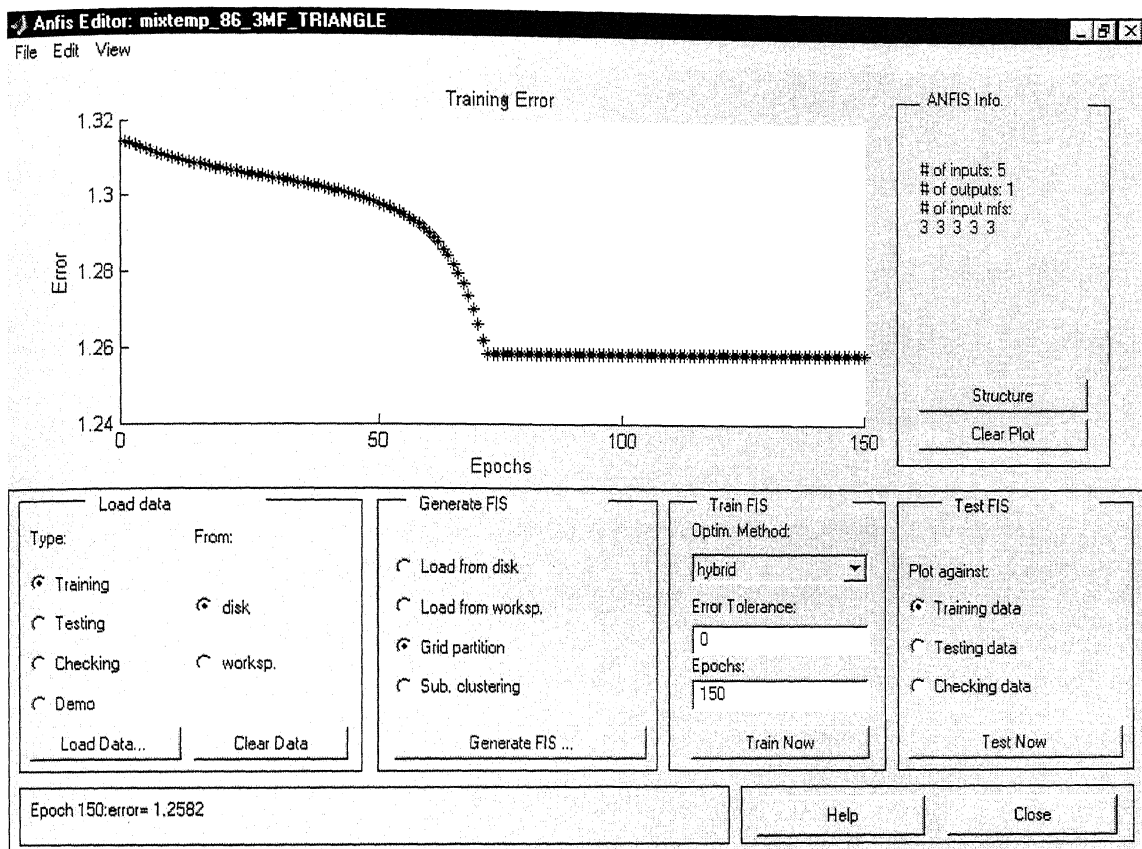 Anfis Editor: mixtemp_86_3MF_TRIANGLE
File Edit View
Training Error
1.32
1.3
1.28
1.26
1.24
Error
0 50 100 150
Epochs
ANFIS Info.
# of inputs: 5
# of outputs: 1
# of input mfs:
3 3 3 3 3
Structure
Clear Plot
Load data
Type: From:
Training
Testing
Checking
Demo
disk
worksp.
Load Data... Clear Data
Generate FIS
Load from disk
Load from worksp.
Grid partition
Sub. clustering
Generate FIS ...
Train FIS
Optim. Method:
hybrid
Error Tolerance:
0
Epochs:
150
Train Now
Test FIS
Plot against:
Training data
Testing data
Checking data
Test Now
Epoch 150:error= 1.2582
Help Close